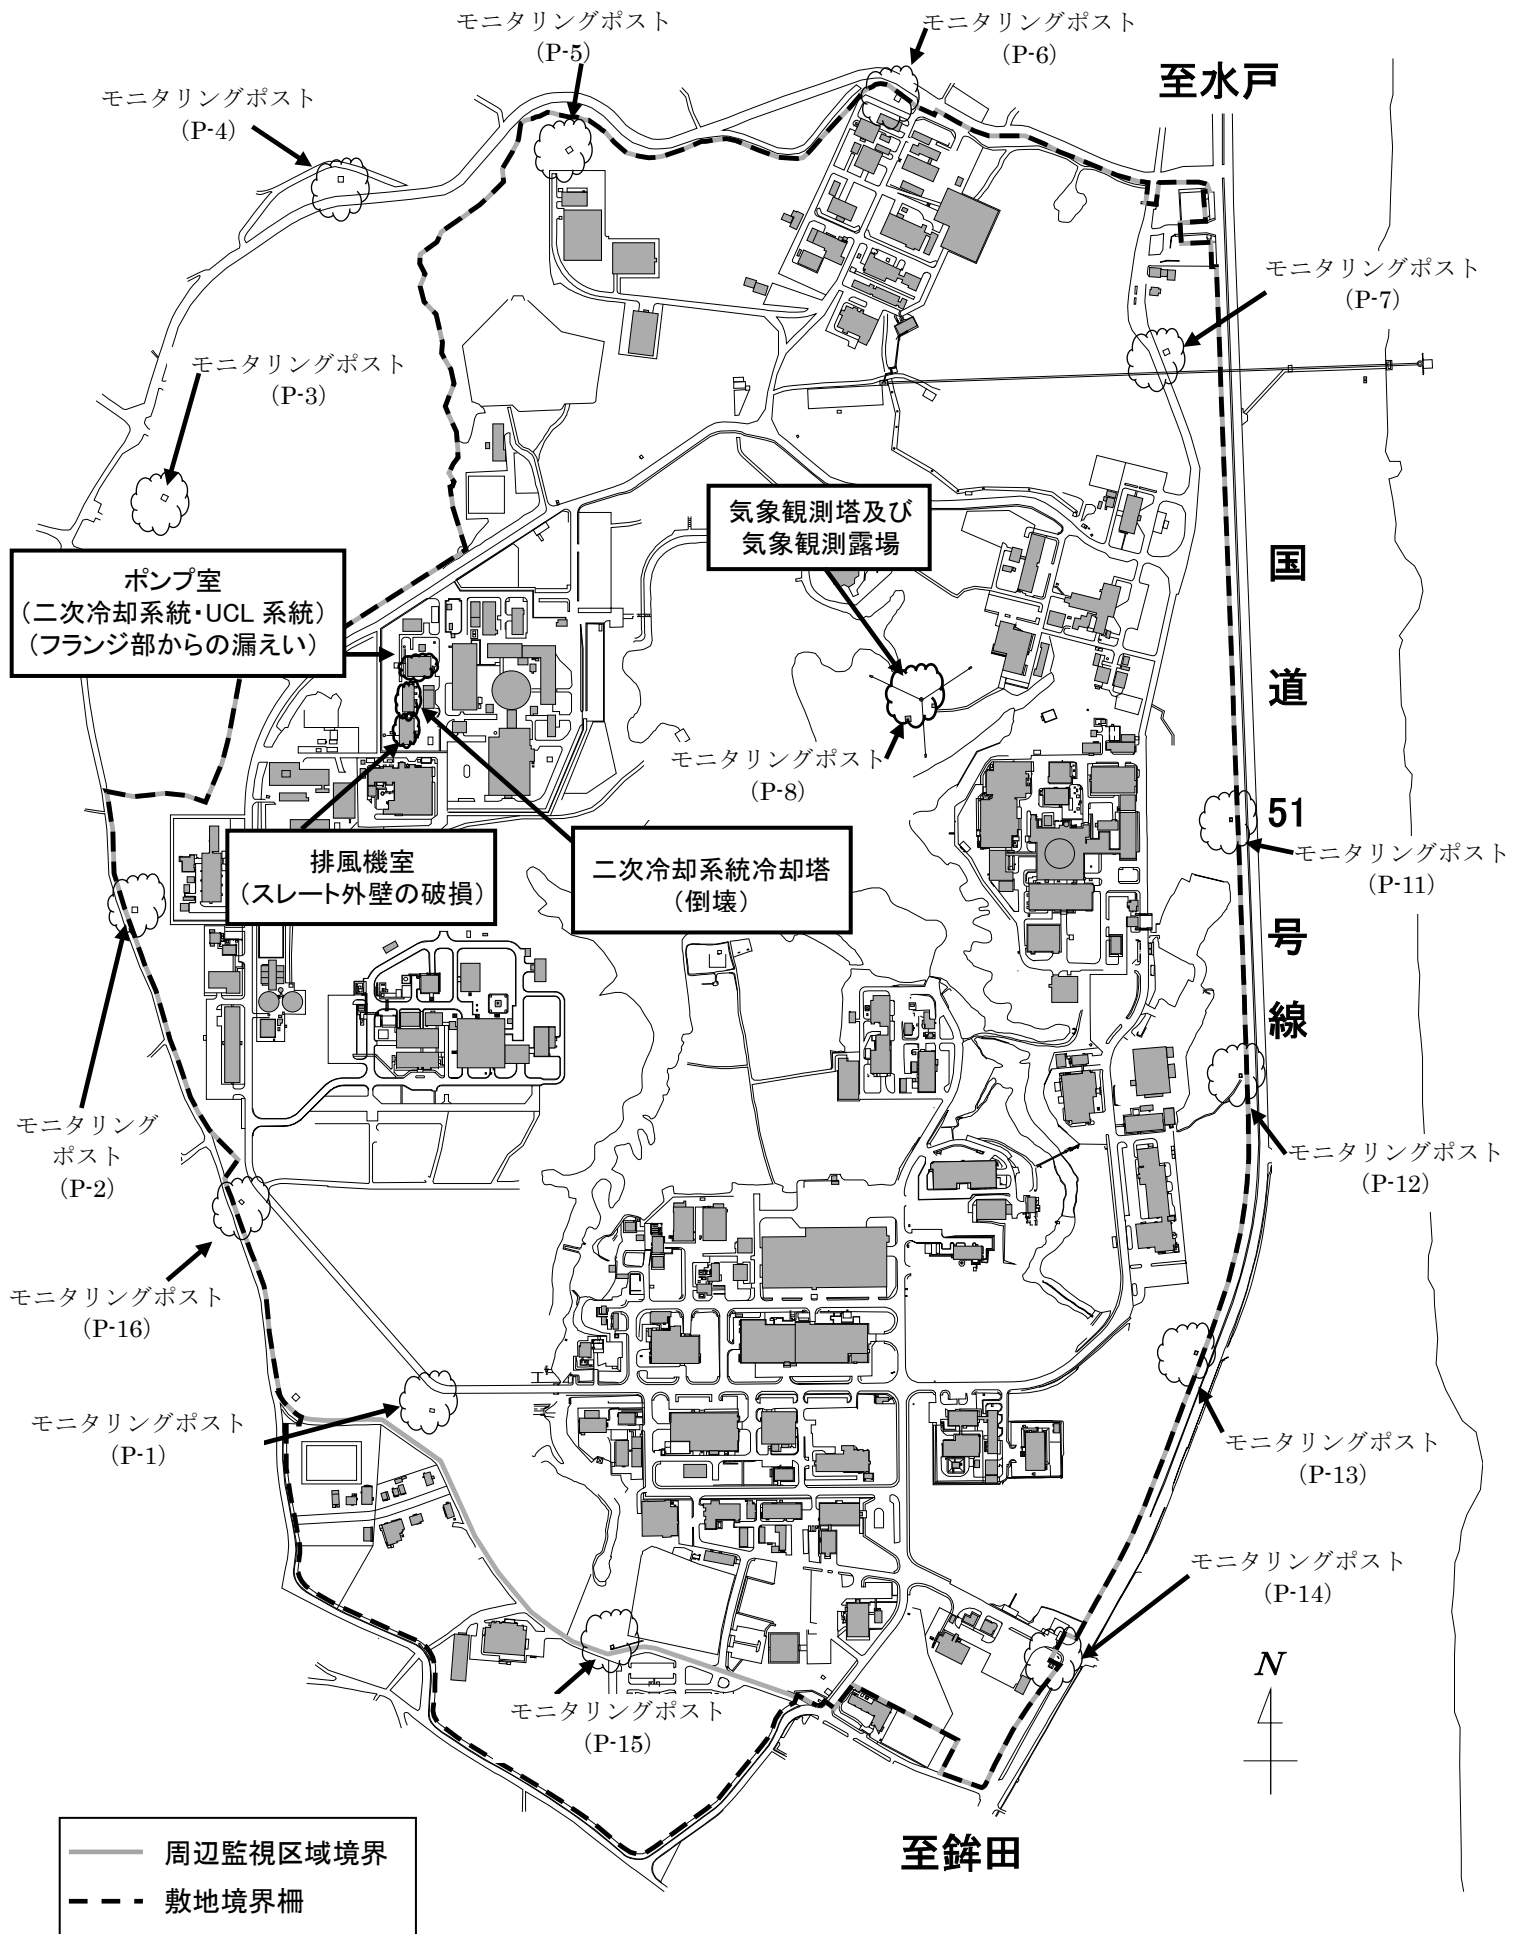 モニタリングポスト
(P-5)
モニタリングポスト
(P-6)
至水戸
モニタリングポスト
(P-4)
モニタリングポスト
(P-7)
モニタリングポスト
(P-3)
気象観測塔及び
気象観測露場
ポンプ室
(二次冷却系統・UCL 系統)
(フランジ部からの漏えい)
国
道
51
号
線
モニタリングポスト
(P-8)
排風機室
(スレート外壁の破損)
二次冷却系統冷却塔
(倒壊)
モニタリングポスト
(P-11)
モニタリング
ポスト
(P-2)
モニタリングポスト
(P-12)
モニタリングポスト
(P-16)
モニタリングポスト
(P-1)
モニタリングポスト
(P-13)
モニタリングポスト
(P-14)
モニタリングポスト
(P-15)
N
至鉾田
周辺監視区域境界
敷地境界柵